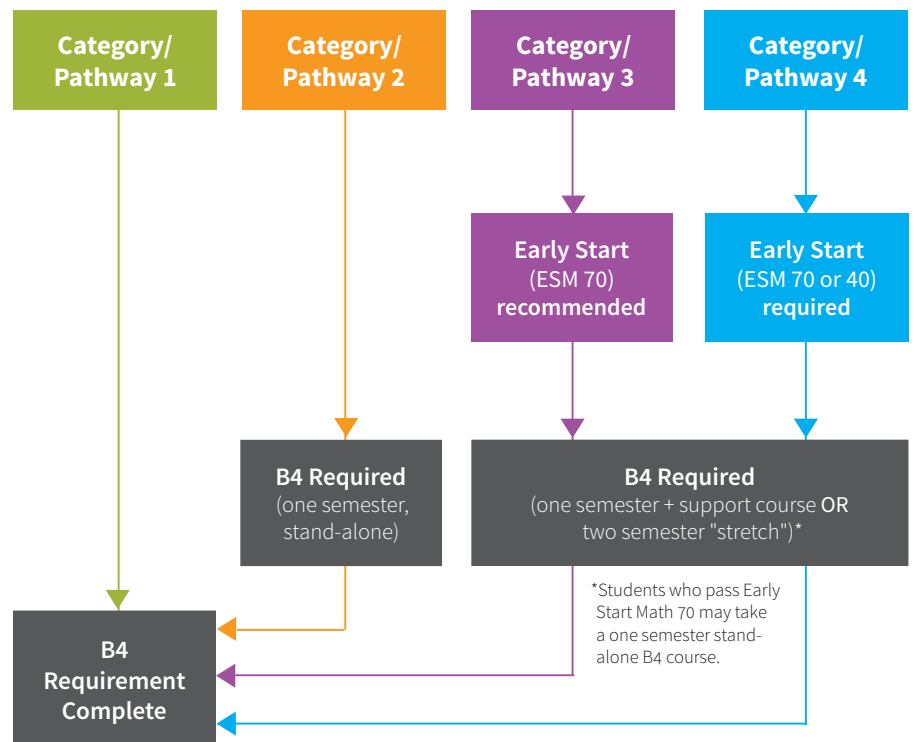 Category/
Pathway 1
Category/
Pathway 2
Category/
Pathway 3
Category/
Pathway 4
Early Start
(ESM 70)
recommended
Early Start
(ESM 70 or 40)
required
B4 Required
(one semester,
stand-alone)
B4 Required
(one semester + support course OR
two semester "stretch")*
*Students who pass Early
Start Math 70 may take
a one semester stand-
alone B4 course.
B4
Requirement
Complete